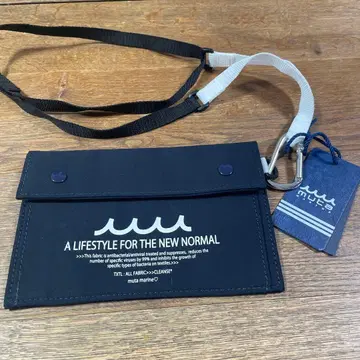 A LIFESTYLE FOR THE NEW NORMAL
>>>This fabric is antibacterial/antiviral treated and suppresses, reduces the
number of specific viruses by 99% and inhibits the growth of
specific types of bacteria on textiles.>>>
TXTL : ALL FABRIC>>>CLEANSE®
muta marine
muta